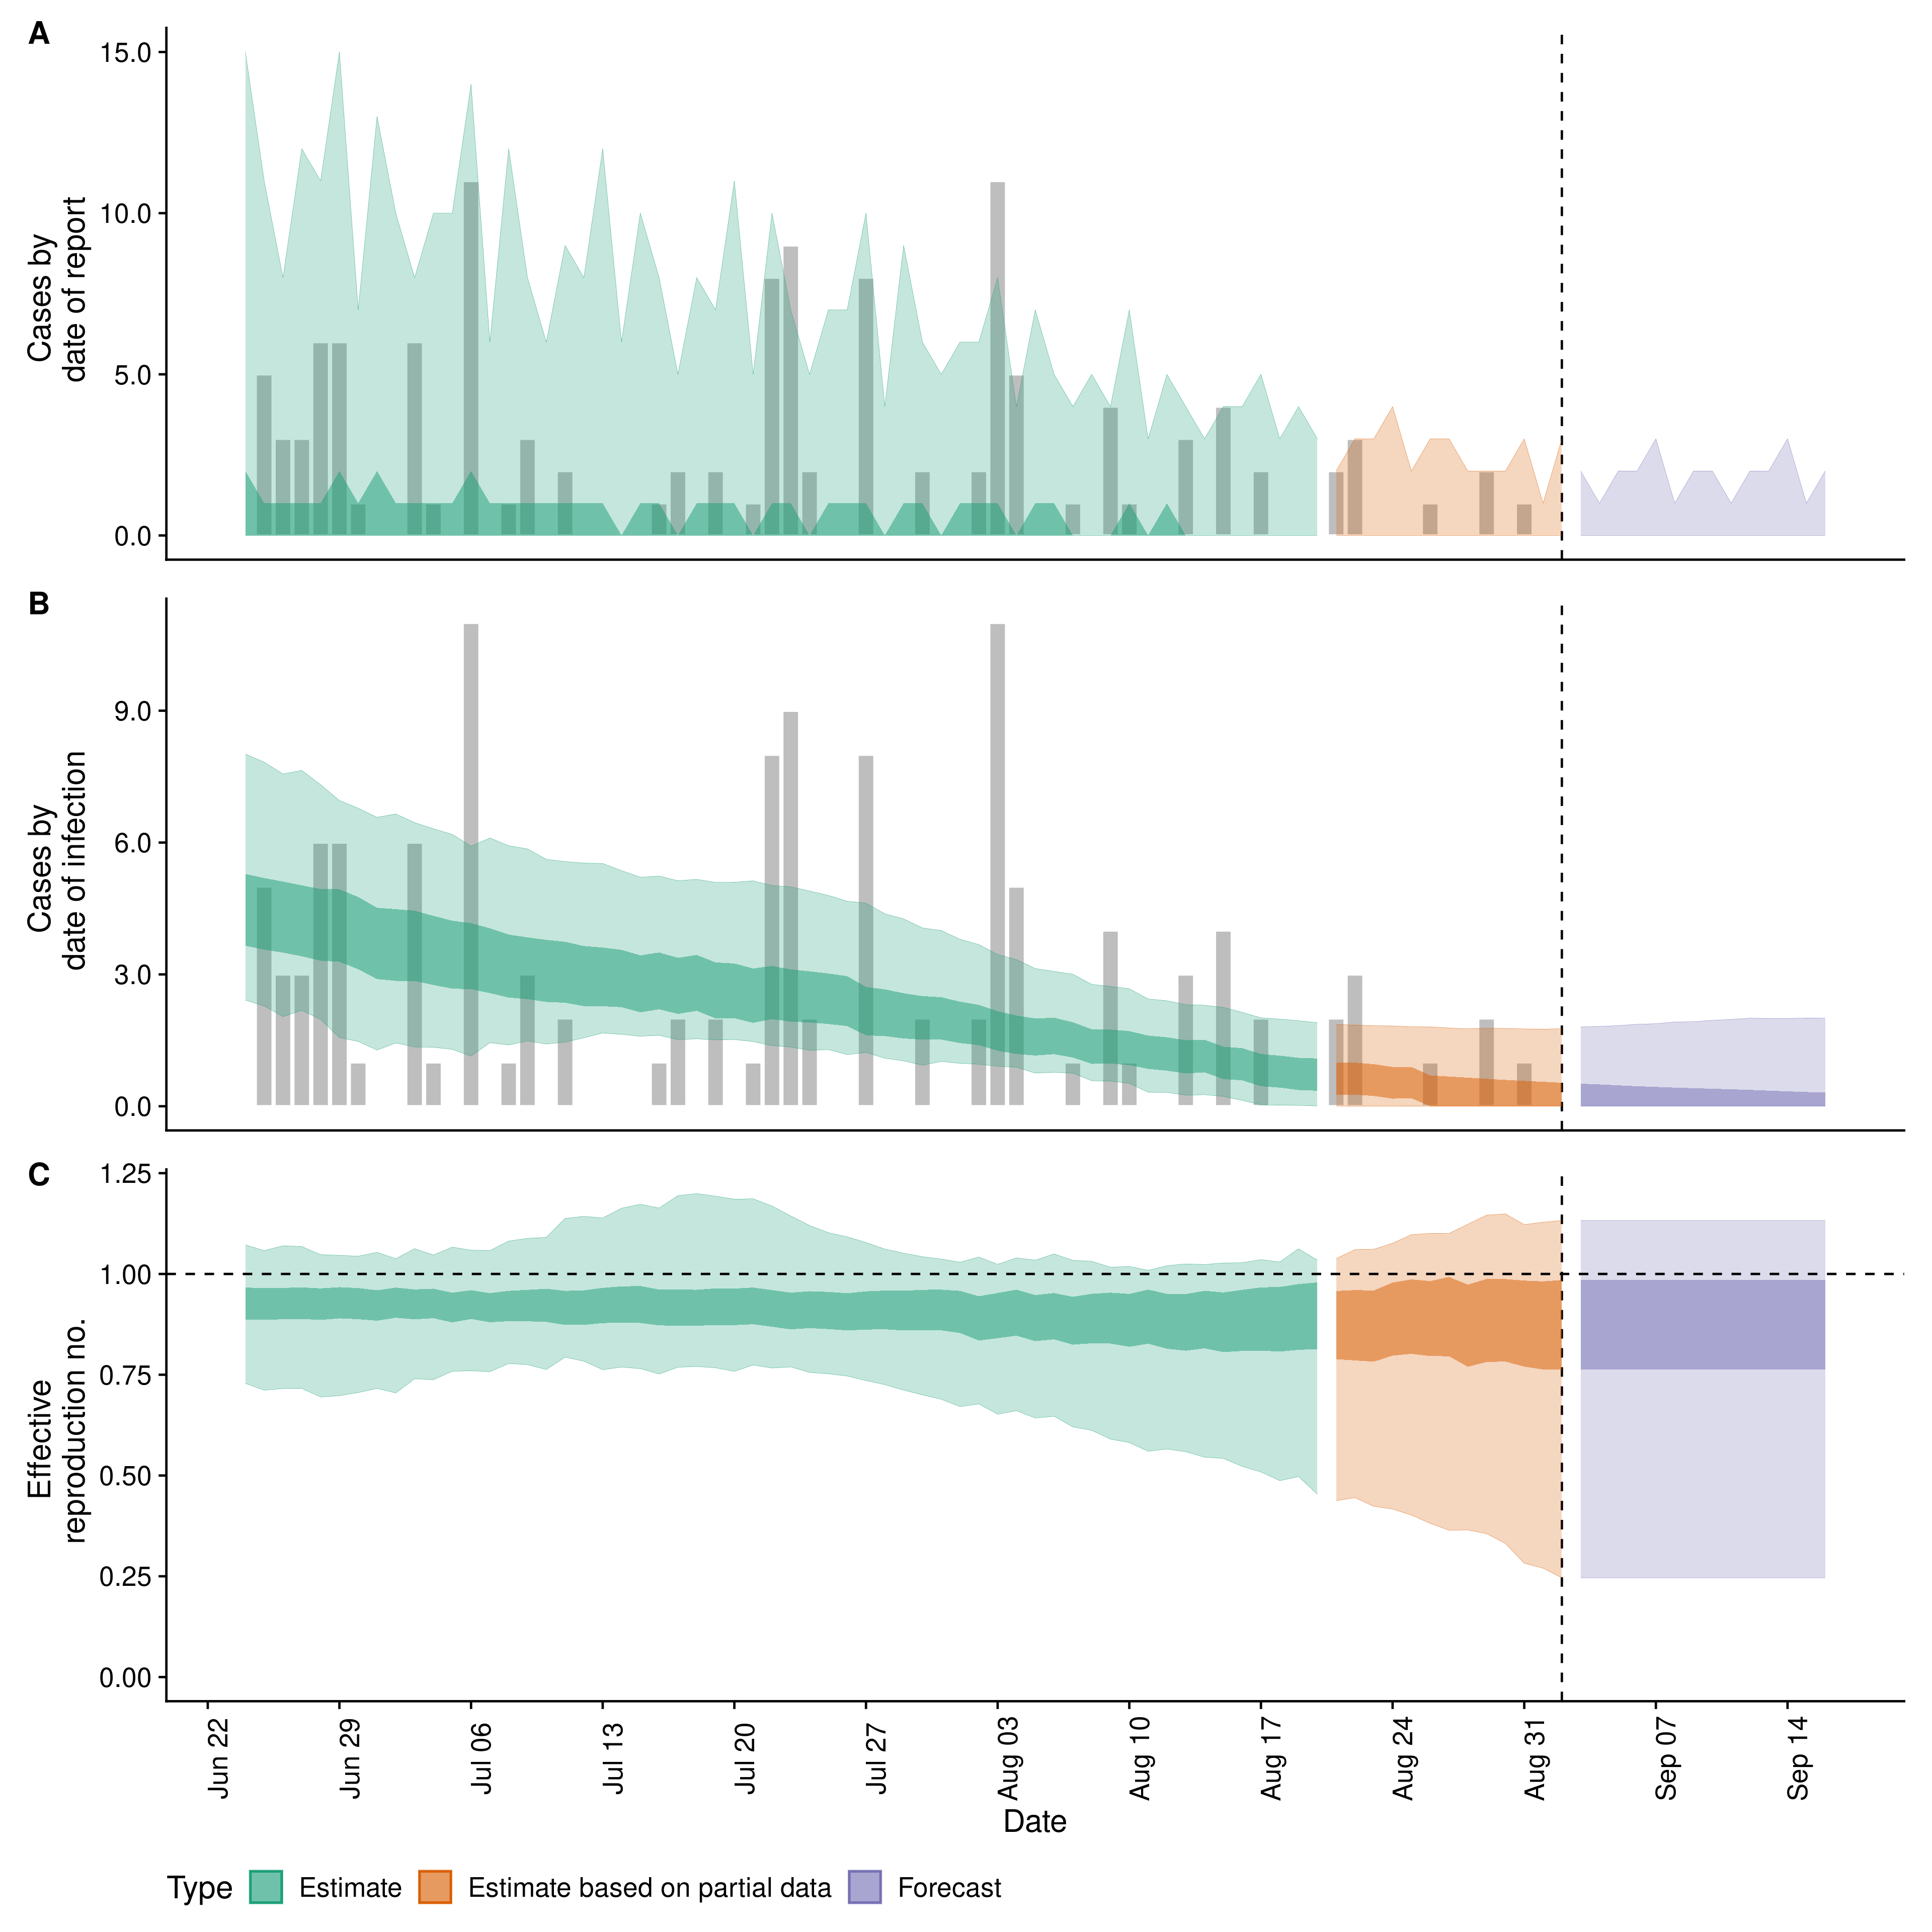 A
15.0
10.0
5.0
0.0
Cases by
date of report
B
9.0
6.0
3.0
0.0
Cases by
date of infection
C
1.25
1.00
0.75
0.50
0.25
0.00
Effective
reproduction no.
Jun 22
Jun 29
Jul 06
Jul 13
Jul 20
Jul 27
Aug 03
Aug 10
Aug 17
Aug 24
Aug 31
Sep 07
Sep 14
Date
Type Estimate Estimate based on partial data Forecast